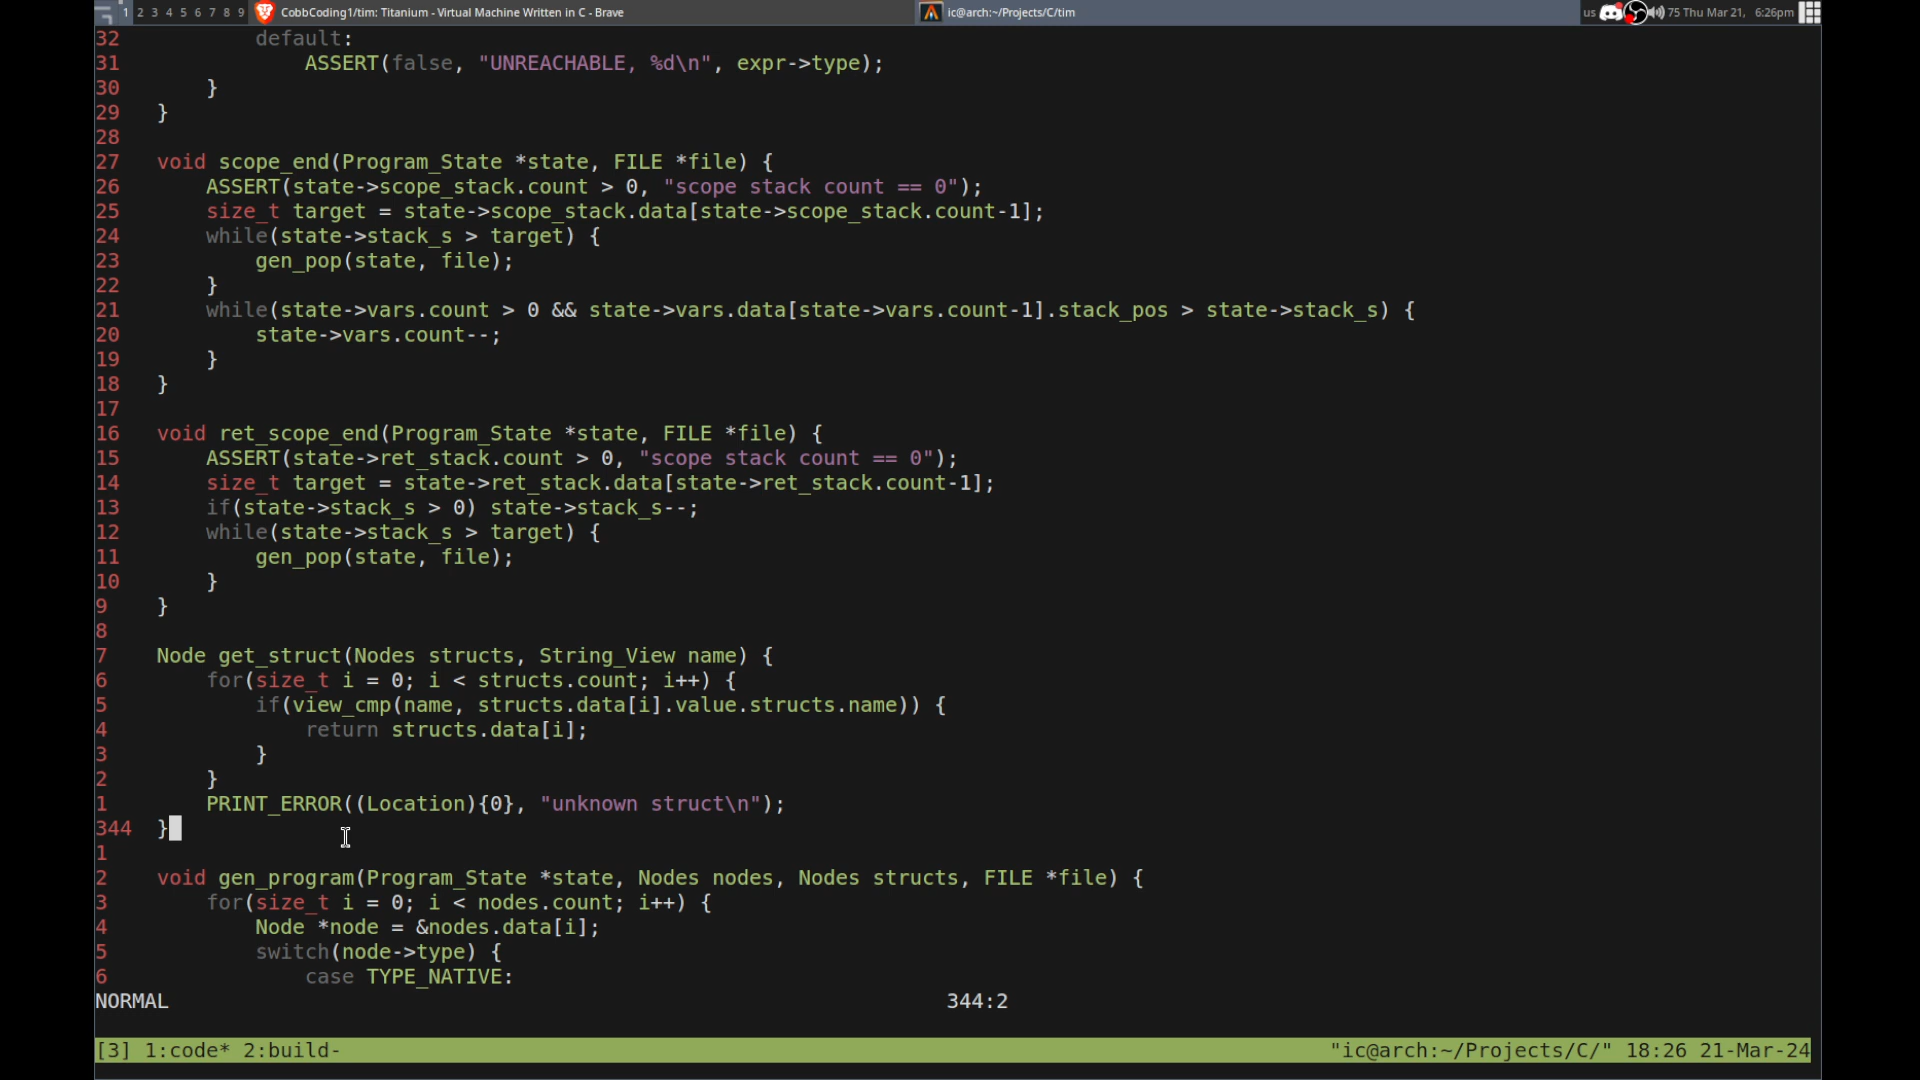 1 2 3 4 5 6 7 8 9 CobbCoding1/tim: Titanium - Virtual Machine Written in C - Brave ic@arch:~/Projects/C/tim us 75 Thu Mar 21, 6:26pm
32 default:
31 ASSERT(false, "UNREACHABLE, %d\n", expr->type);
30 }
29 }
28
27 void scope_end(Program_State *state, FILE *file) {
26 ASSERT(state->scope_stack.count > 0, "scope stack count == 0");
25 size_t target = state->scope_stack.data[state->scope_stack.count-1];
24 while(state->stack_s > target) {
23 gen_pop(state, file);
22 }
21 while(state->vars.count > 0 && state->vars.data[state->vars.count-1].stack_pos > state->stack_s) {
20 state->vars.count--;
19 }
18 }
17
16 void ret_scope_end(Program_State *state, FILE *file) {
15 ASSERT(state->ret_stack.count > 0, "scope stack count == 0");
14 size_t target = state->ret_stack.data[state->ret_stack.count-1];
13 if(state->stack_s > 0) state->stack_s--;
12 while(state->stack_s > target) {
11 gen_pop(state, file);
10 }
9 }
8
7 Node get_struct(Nodes structs, String_View name) {
6 for(size_t i = 0; i < structs.count; i++) {
5 if(view_cmp(name, structs.data[i].value.structs.name)) {
4 return structs.data[i];
3 }
2 }
1 PRINT_ERROR((Location){0}, "unknown struct\n");
344 }
1
2 void gen_program(Program_State *state, Nodes nodes, Nodes structs, FILE *file) {
3 for(size_t i = 0; i < nodes.count; i++) {
4 Node *node = &nodes.data[i];
5 switch(node->type) {
6 case TYPE_NATIVE:
NORMAL 344:2
[3] 1:code* 2:build- "ic@arch:~/Projects/C/" 18:26 21-Mar-24